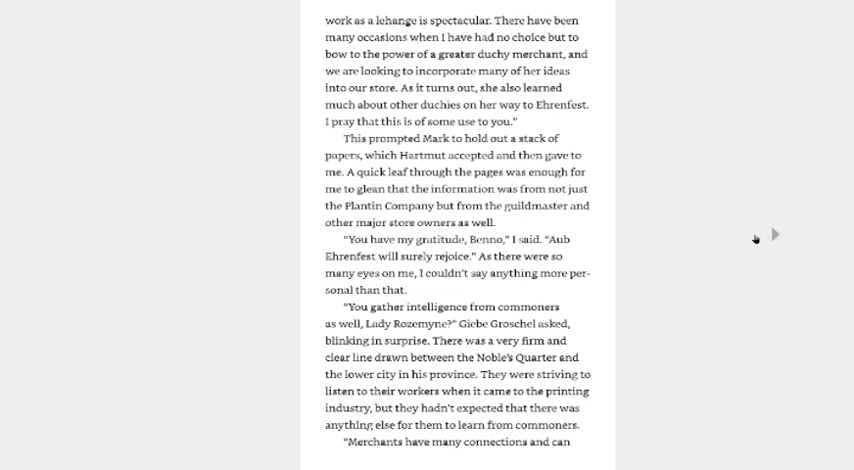 work as a lehange is spectacular. There have been
many occasions when I have had no choice but to
bow to the power of a greater duchy merchant, and
we are looking to incorporate many of her ideas
into our store. As it turns out, she also learned
much about other duchies on her way to Ehrenfest.
I pray that this is of some use to you.”
This prompted Mark to hold out a stack of
papers, which Hartmut accepted and then gave to
me. A quick leaf through the pages was enough for
me to glean that the information was from not just
the Plantin Company but from the guildmaster and
other major store owners as well.
“You have my gratitude, Benno,” I said. “Aub
Ehrenfest will surely rejoice.” As there were so
many eyes on me, I couldn’t say anything more per-
sonal than that.
“You gather intelligence from commoners
as well, Lady Rozemyne?” Giebe Groschel asked,
blinking in surprise. There was a very firm and
clear line drawn between the Noble’s Quarter and
the lower city in his province. They were striving to
listen to their workers when it came to the printing
industry, but they hadn’t expected that there was
anything else for them to learn from commoners.
“Merchants have many connections and can